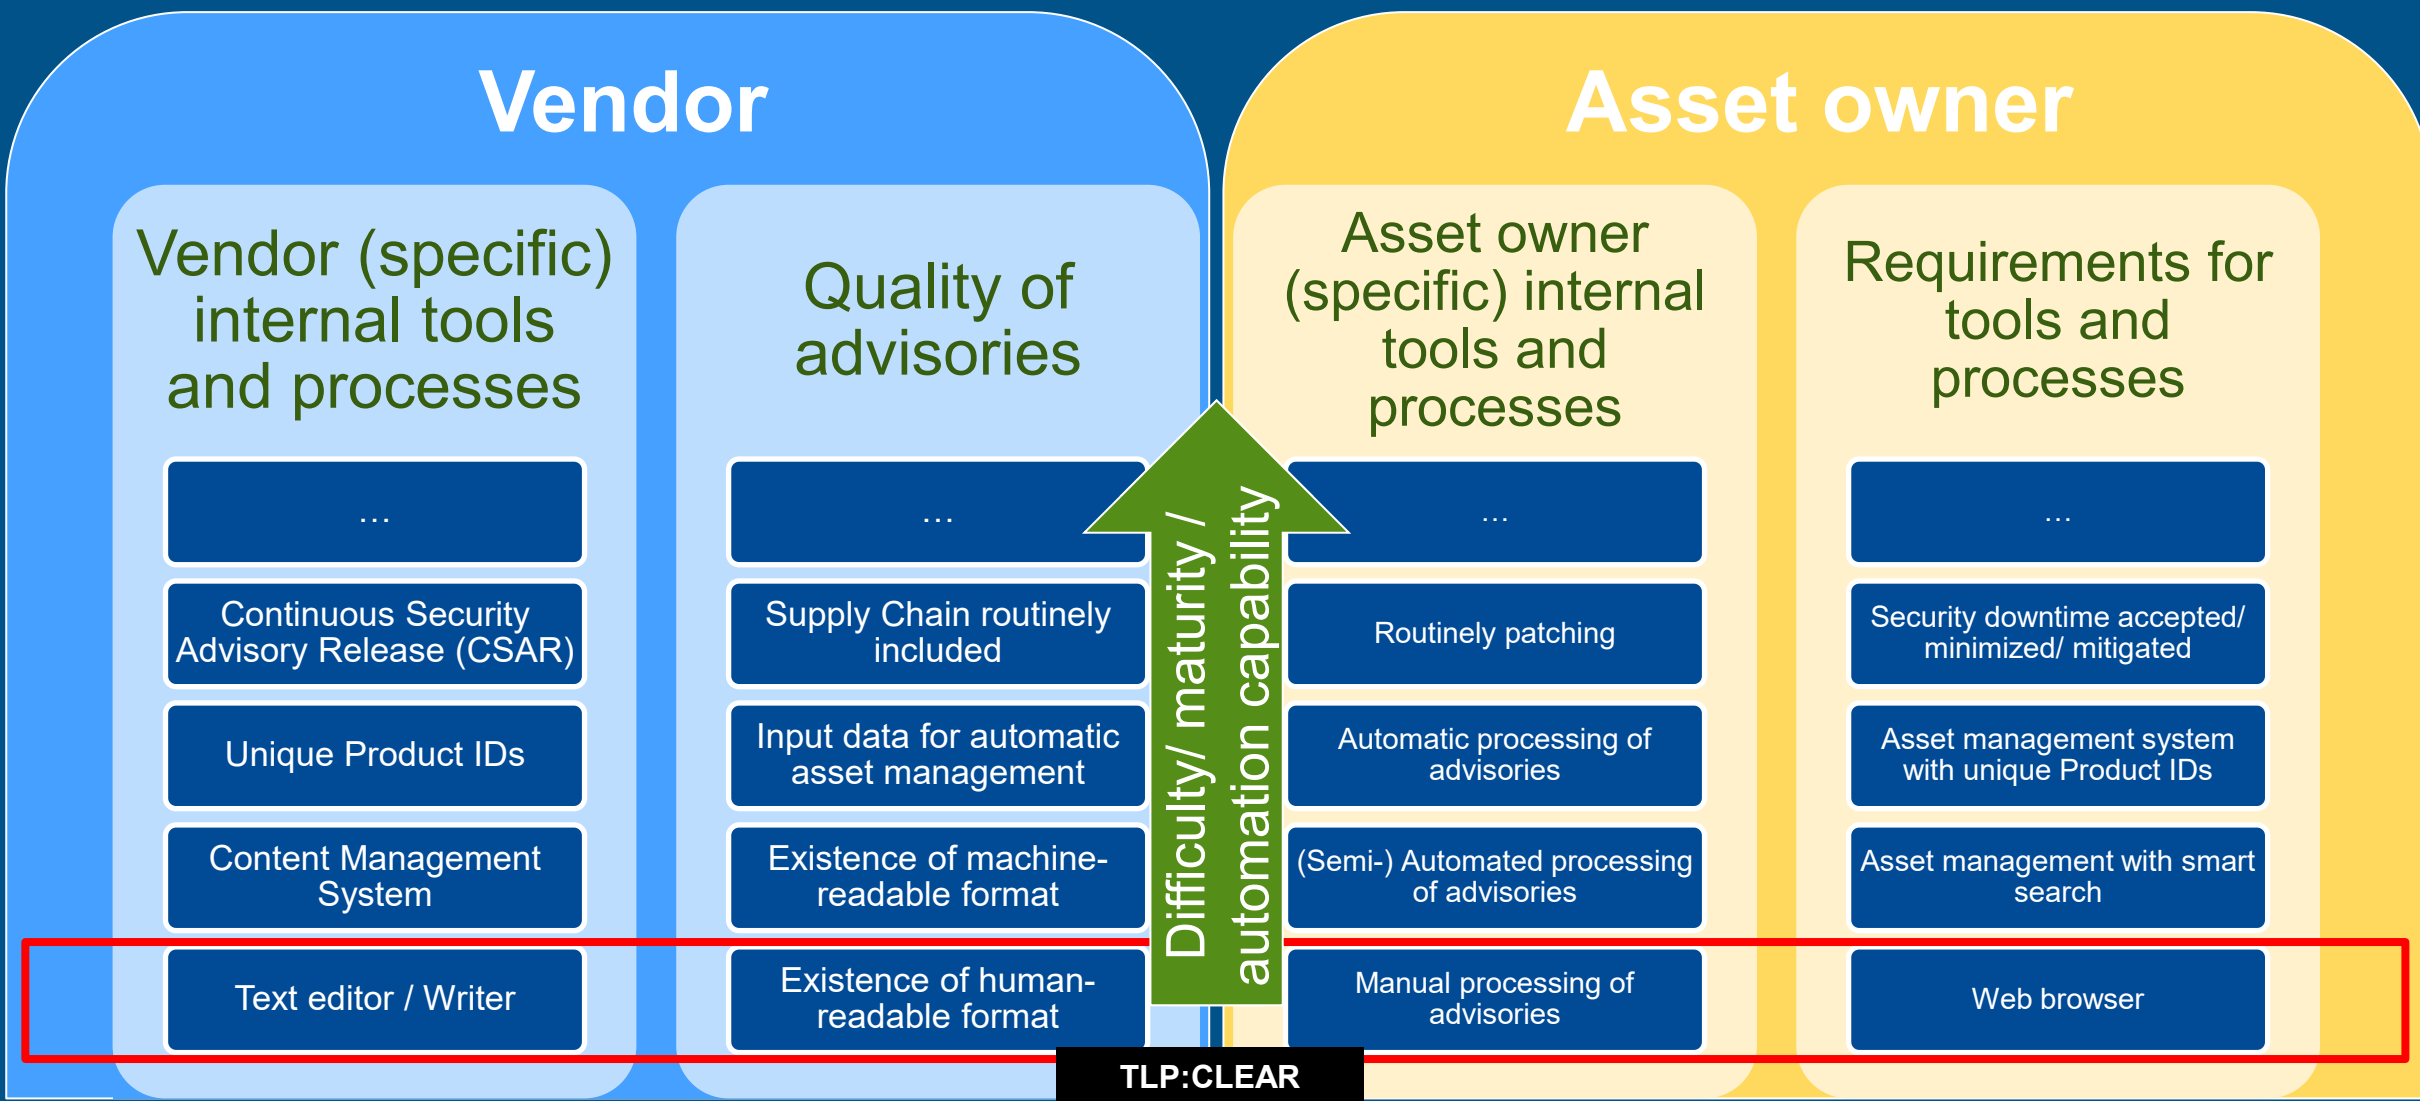 Vendor
Asset owner
Vendor (specific)
internal tools
and processes
Quality of
advisories
Asset owner
(specific) internal
tools and
processes
Requirements for
tools and
processes
...
...
...
...
Continuous Security
Advisory Release (CSAR)
Supply Chain routinely
included
Routinely patching
Security downtime accepted/
minimized/ mitigated
Unique Product IDs
Input data for automatic
asset management
Automatic processing of
advisories
Asset management system
with unique Product IDs
Content Management
System
Existence of machine-
readable format
(Semi-) Automated processing
of advisories
Asset management with smart
search
Text editor / Writer
Existence of human-
readable format
Manual processing of
advisories
Web browser
Difficulty/ maturity /
automation capability
TLP:CLEAR